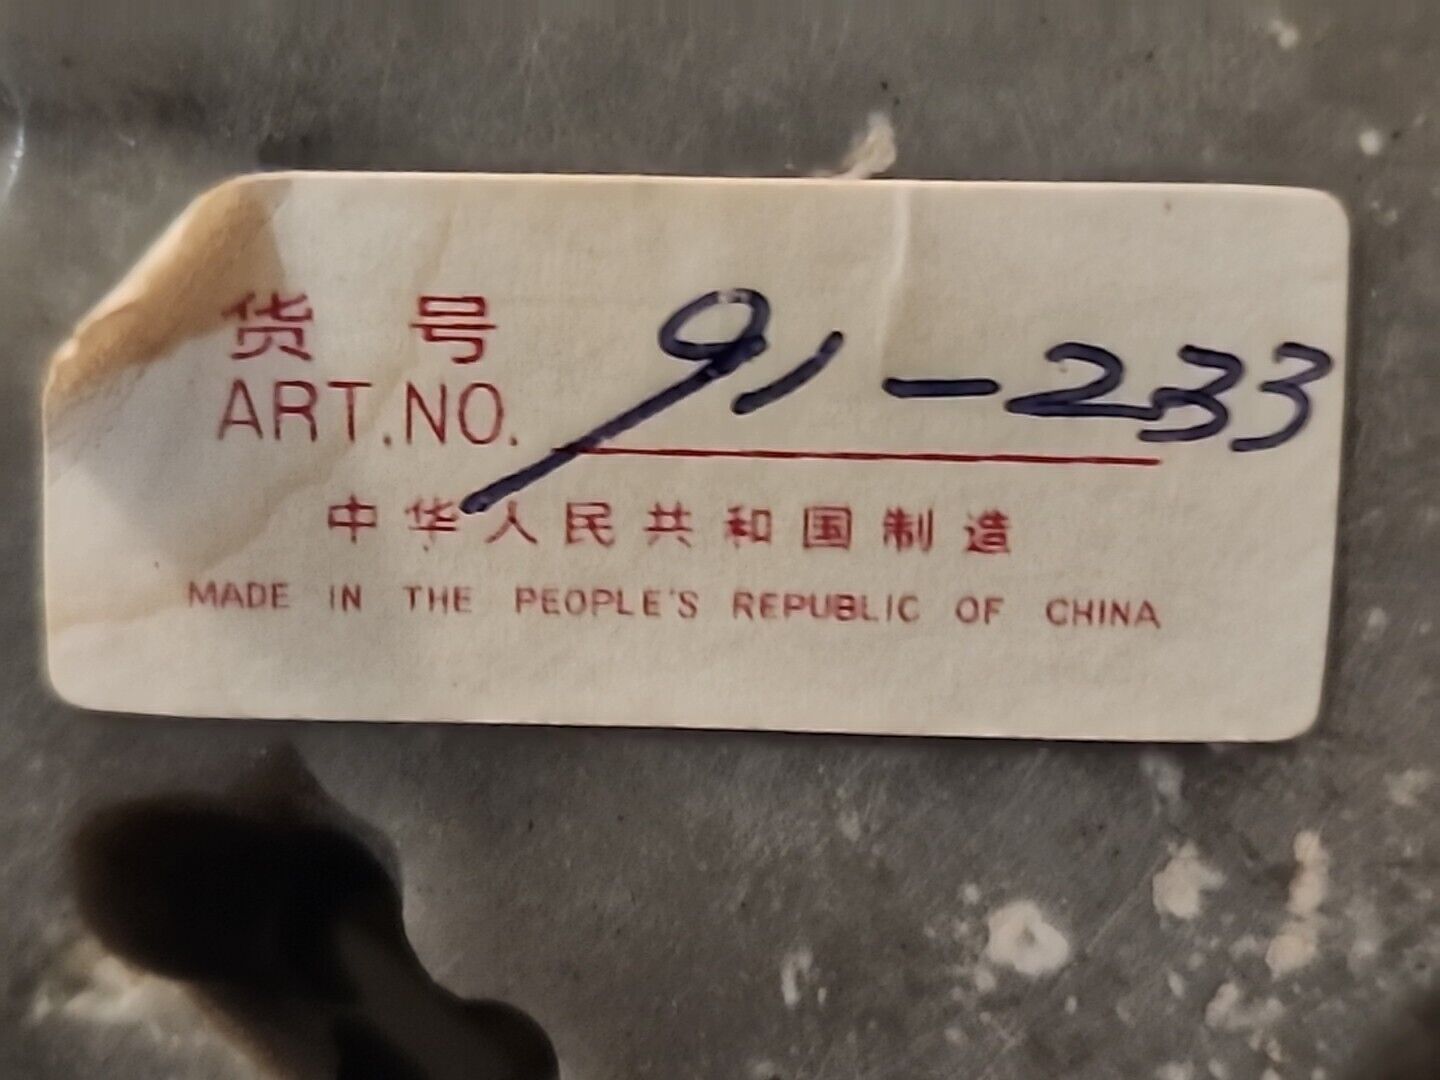 货号
ART.NO. 91-233
中华人民共和国制造
MADE IN THE PEOPLE'S REPUBLIC OF CHINA